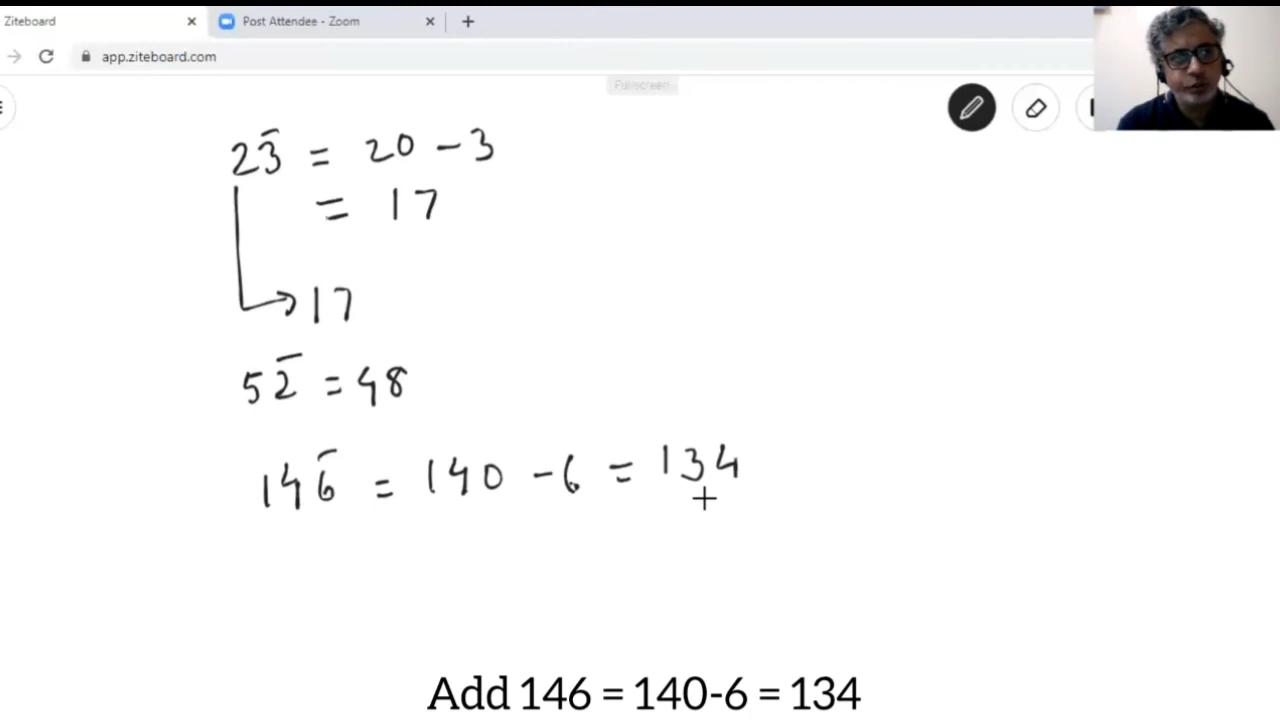 Ziteboard
Post Attendee - Zoom
app.ziteboard.com
Fullscreen
23̄ = 20 - 3
= 17
17
52̄ = 48
146̄ = 140 - 6 = 134
Add 146 = 140-6 = 134